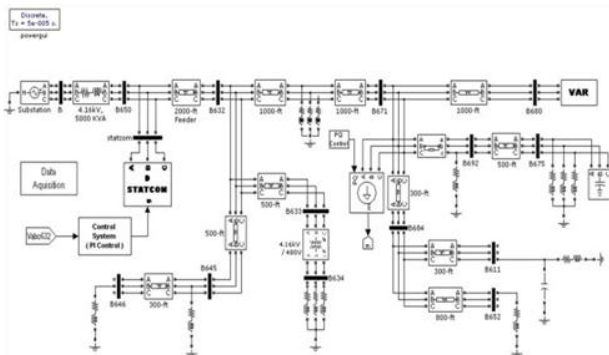 Discrete,
Ts = 5e-005 s.
powergui
Substation
B
4.16kV,
5000 KVA
B650
2000-ft
Feeder
B632
1000-ft
1000-ft
B671
1000-ft
B680
VAR
statcom
STATCOM
Data
Aquisition
Vabc632
Control
System
(PI Control)
PQ
Control
300-ft
B692
500-ft
B675
500-ft
B633
4.16kV
/ 480V
B634
500-ft
B645
B646
300-ft
B684
300-ft
B611
800-ft
B652